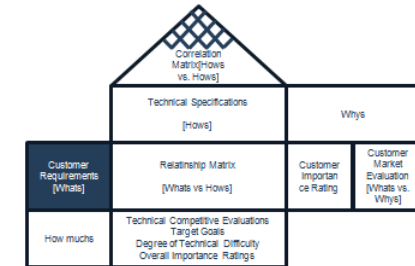 Correlation
Matrix[Hows
vs. Hows]
Technical Specifications
[Hows]
Whys
Customer
Requirements
[Whats]
Relatinship Matrix
[Whats vs Hows]
Customer
Importan
ce Rating
Customer
Market
Evaluation
[Whats vs.
Whys]
How muchs
Technical Competitive Evaluations
Target Goals
Degree of Technical Difficulty
Overall Importance Ratings